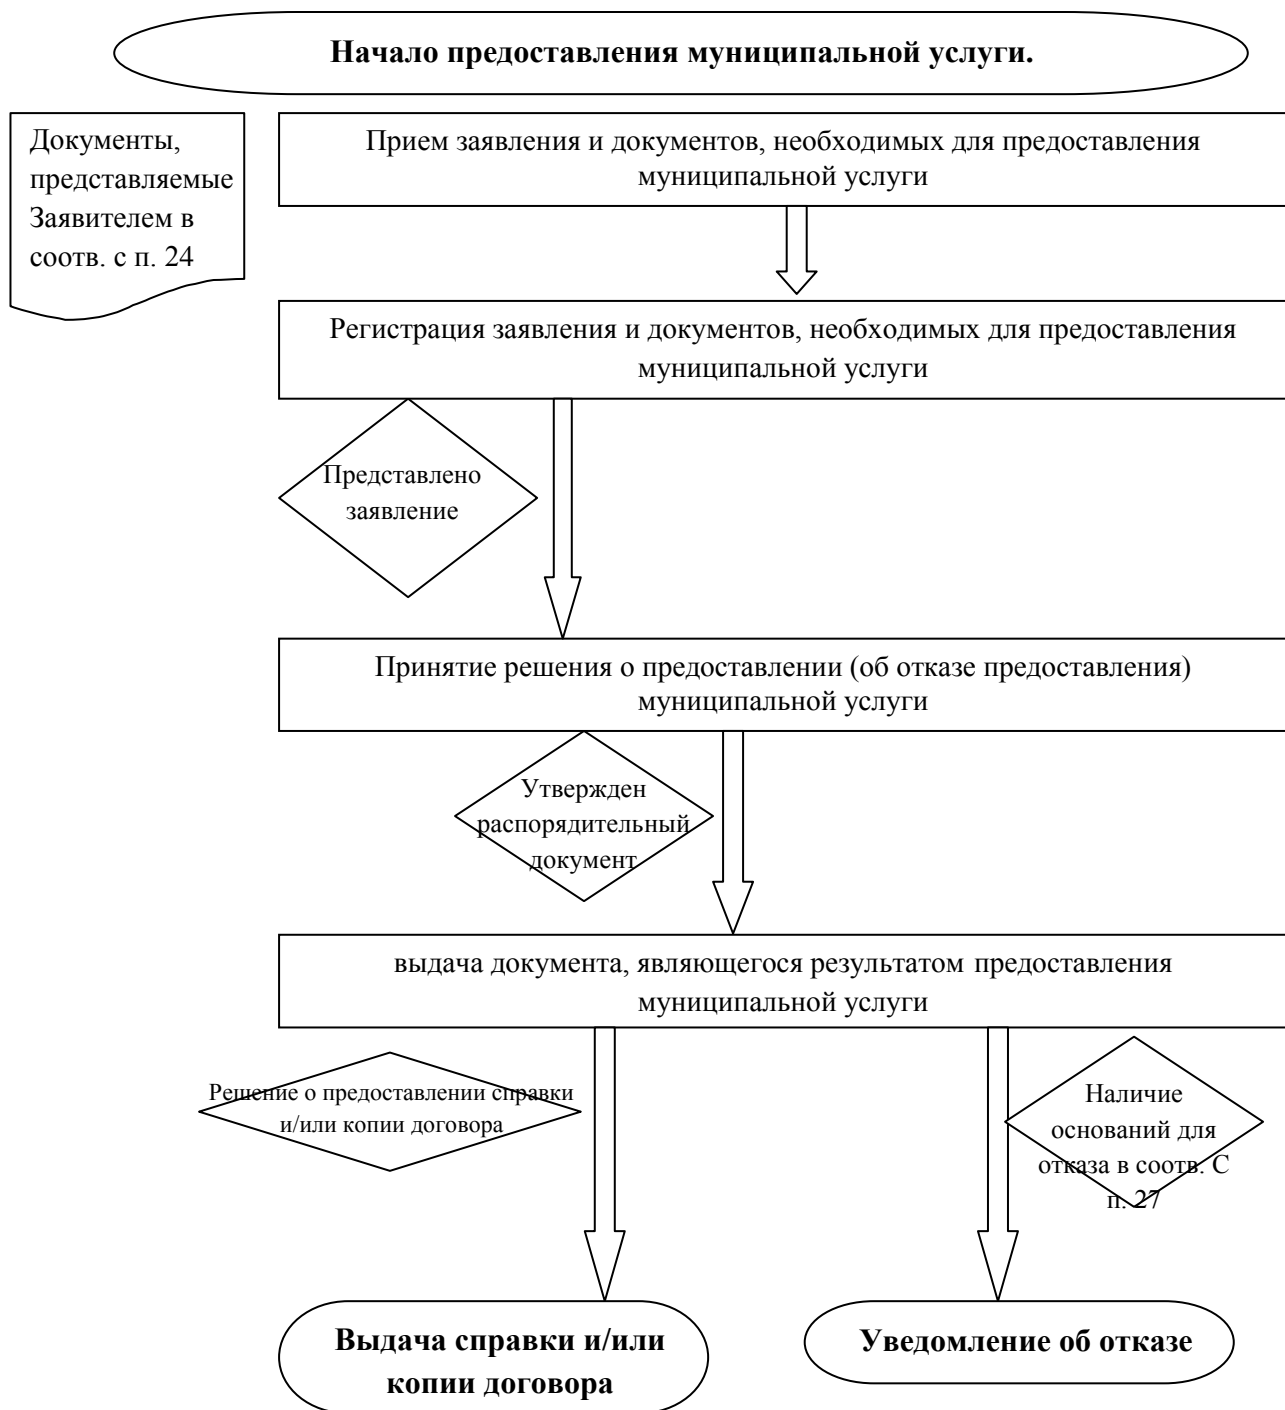 Начало предоставления муниципальной услуги.
Документы,
представляемые
Заявителем в
соотв. с п. 24
Прием заявления и документов, необходимых для предоставления
муниципальной услуги
Регистрация заявления и документов, необходимых для предоставления
муниципальной услуги
Представлено
заявление
Принятие решения о предоставлении (об отказе предоставления)
муниципальной услуги
Утвержден
распорядительный
документ
выдача документа, являющегося результатом предоставления
муниципальной услуги
Решение о предоставлении справки
и/или копии договора
Наличие
оснований для
отказа в соотв. С
п. 27
Выдача справки и/или
копии договора
Уведомление об отказе